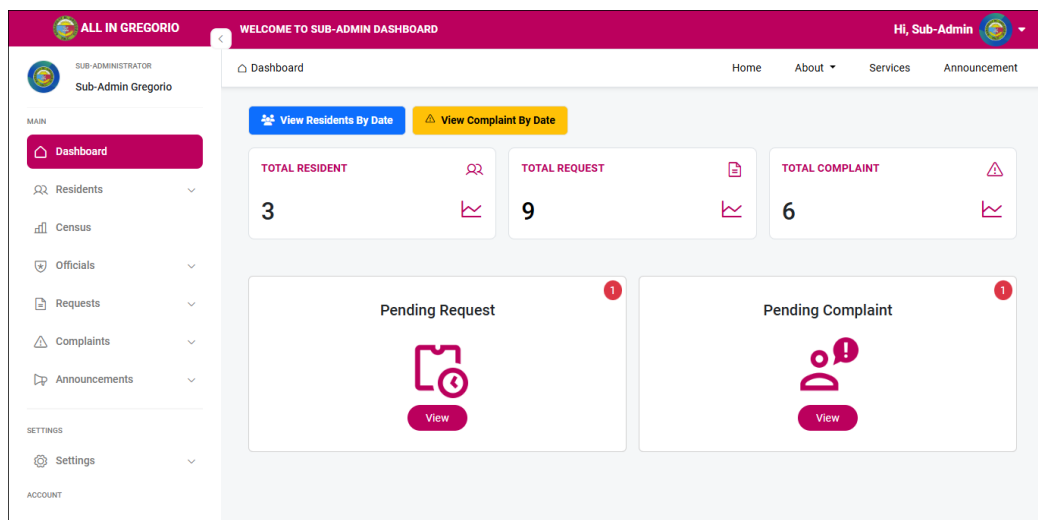 ALL IN GREGORIO
WELCOME TO SUB-ADMIN DASHBOARD
Hi, Sub-Admin
SUB-ADMINISTRATOR
Sub-Admin Gregorio
Dashboard
Home
About
Services
Announcement
MAIN
Dashboard
Residents
Census
Officials
Requests
Complaints
Announcements
SETTINGS
Settings
ACCOUNT
View Residents By Date
View Complaint By Date
TOTAL RESIDENT
3
TOTAL REQUEST
9
TOTAL COMPLAINT
6
1
Pending Request
View
1
Pending Complaint
View